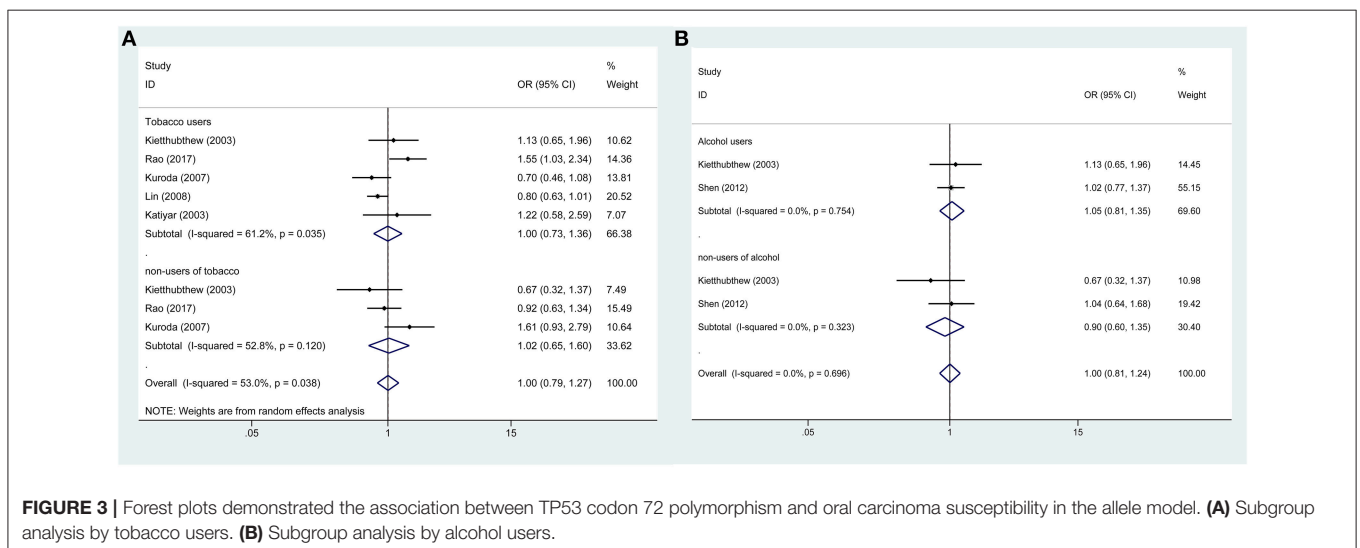 A
Study %
ID OR (95% CI) Weight
Tobacco users
Kietthubthew (2003) 1.13 (0.65, 1.96) 10.62
Rao (2017) 1.55 (1.03, 2.34) 14.36
Kuroda (2007) 0.70 (0.46, 1.08) 13.81
Lin (2008) 0.80 (0.63, 1.01) 20.52
Katiyar (2003) 1.22 (0.58, 2.59) 7.07
Subtotal (I-squared = 61.2%, p = 0.035) 1.00 (0.73, 1.36) 66.38
.
non-users of tobacco
Kietthubthew (2003) 0.67 (0.32, 1.37) 7.49
Rao (2017) 0.92 (0.63, 1.34) 15.49
Kuroda (2007) 1.61 (0.93, 2.79) 10.64
Subtotal (I-squared = 52.8%, p = 0.120) 1.02 (0.65, 1.60) 33.62
.
Overall (I-squared = 53.0%, p = 0.038) 1.00 (0.79, 1.27) 100.00
NOTE: Weights are from random effects analysis
.05 1 15
B
Study %
ID OR (95% CI) Weight
Alcohol users
Kietthubthew (2003) 1.13 (0.65, 1.96) 14.45
Shen (2012) 1.02 (0.77, 1.37) 55.15
Subtotal (I-squared = 0.0%, p = 0.754) 1.05 (0.81, 1.35) 69.60
.
non-users of alcohol
Kietthubthew (2003) 0.67 (0.32, 1.37) 10.98
Shen (2012) 1.04 (0.64, 1.68) 19.42
Subtotal (I-squared = 0.0%, p = 0.323) 0.90 (0.60, 1.35) 30.40
.
Overall (I-squared = 0.0%, p = 0.696) 1.00 (0.81, 1.24) 100.00
.05 1 15
FIGURE 3 | Forest plots demonstrated the association between TP53 codon 72 polymorphism and oral carcinoma susceptibility in the allele model. (A) Subgroup
analysis by tobacco users. (B) Subgroup analysis by alcohol users.